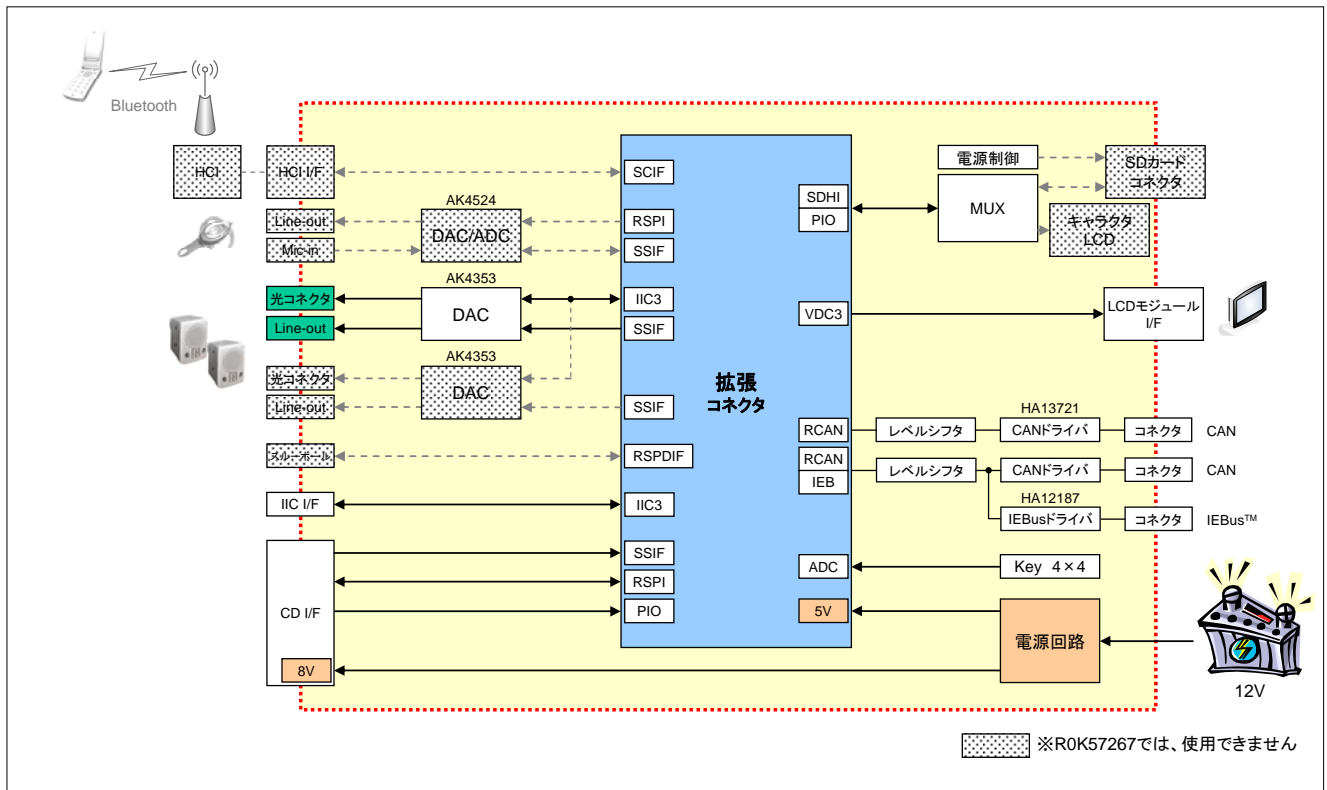 Bluetooth
HCI
HCI I/F
SCIF
Line-out
Mic-in
AK4524
DAC/ADC
RSPI
SSIF
光コネクタ
Line-out
AK4353
DAC
IIC3
SSIF
光コネクタ
Line-out
AK4353
DAC
SSIF
スルーホール
RSPDIF
IIC I/F
IIC3
CD I/F
8V
SSIF
RSPI
PIO
拡張
コネクタ
SDHI
PIO
電源制御
MUX
SDカード
コネクタ
キャラクタ
LCD
VDC3
LCDモジュール
I/F
HA13721
RCAN
レベルシフタ
CANドライバ
コネクタ
CAN
RCAN
IEB
レベルシフタ
CANドライバ
コネクタ
CAN
HA12187
IEBusドライバ
コネクタ
IEBus™
ADC
Key 4×4
5V
電源回路
12V
※R0K57267では、使用できません